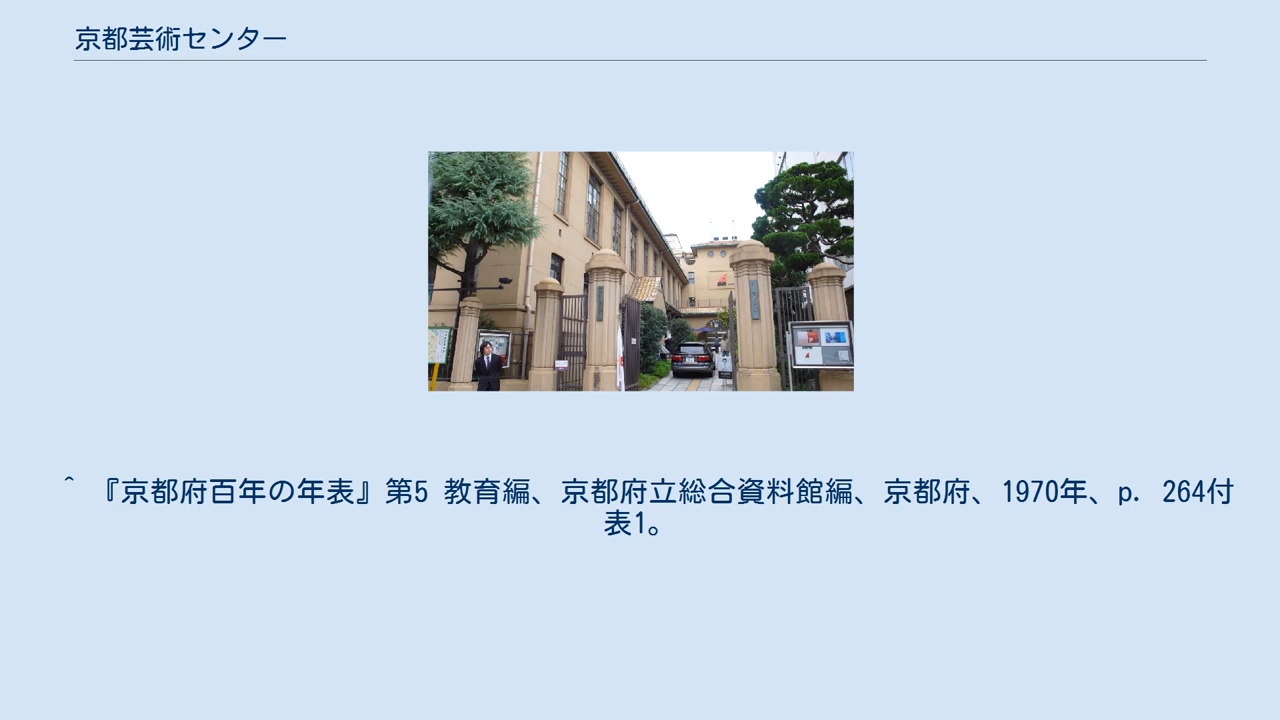 京都芸術センター
^ 『京都府百年の年表』第5 教育編、京都府立総合資料館編、京都府、1970年、p. 264付
表1。